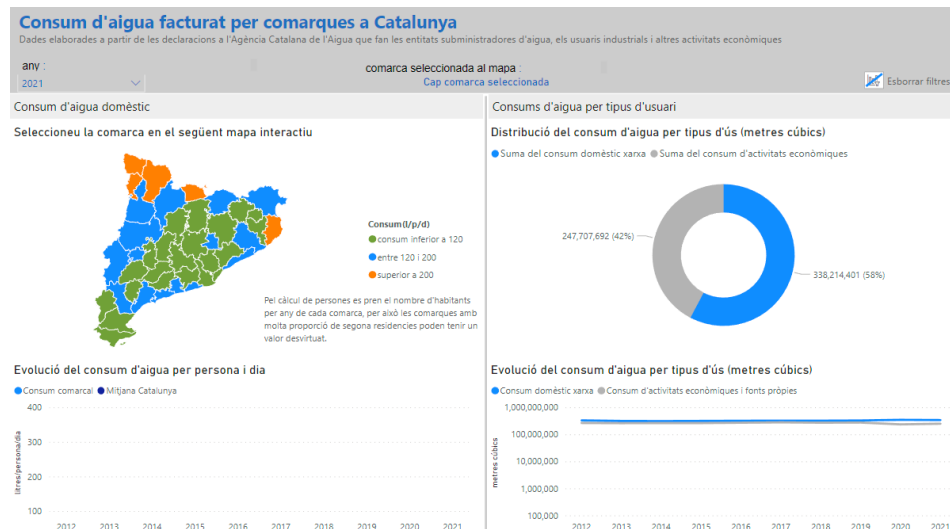 Consum d'aigua facturat per comarques a Catalunya
Dades elaborades a partir de les declaracions a l'Agència Catalana de l'Aigua que fan les entitats subministradores d'aigua, els usuaris industrials i altres activitats econòmiques
any :
2021
comarca seleccionada al mapa :
Cap comarca seleccionada
Esborrar filtres
Consum d'aigua domèstic
Seleccioneu la comarca en el següent mapa interactiu
Consum(l/p/d)
consum inferior a 120
entre 120 i 200
superior a 200
Pel càlcul de persones es pren el nombre d'habitants
per any de cada comarca, per això les comarques amb
molta proporció de segona residencies poden tenir un
valor desvirtuat.
Evolució del consum d'aigua per persona i dia
Consum comarcal
Mitjana Catalunya
litres/persona/dia
400
300
200
100
2012 2013 2014 2015 2016 2017 2018 2019 2020 2021
Consums d'aigua per tipus d'usuari
Distribució del consum d'aigua per tipus d'ús (metres cúbics)
Suma del consum domèstic xarxa
Suma del consum d'activitats econòmiques
247,707,692 (42%)
338,214,401 (58%)
Evolució del consum d'aigua per tipus d'ús (metres cúbics)
Consum domèstic xarxa
Consum d'activitats econòmiques i fonts pròpies
metres cúbics
1,000,000,000
100,000,000
10,000,000
1,000,000
100,000
2012 2013 2014 2015 2016 2017 2018 2019 2020 2021